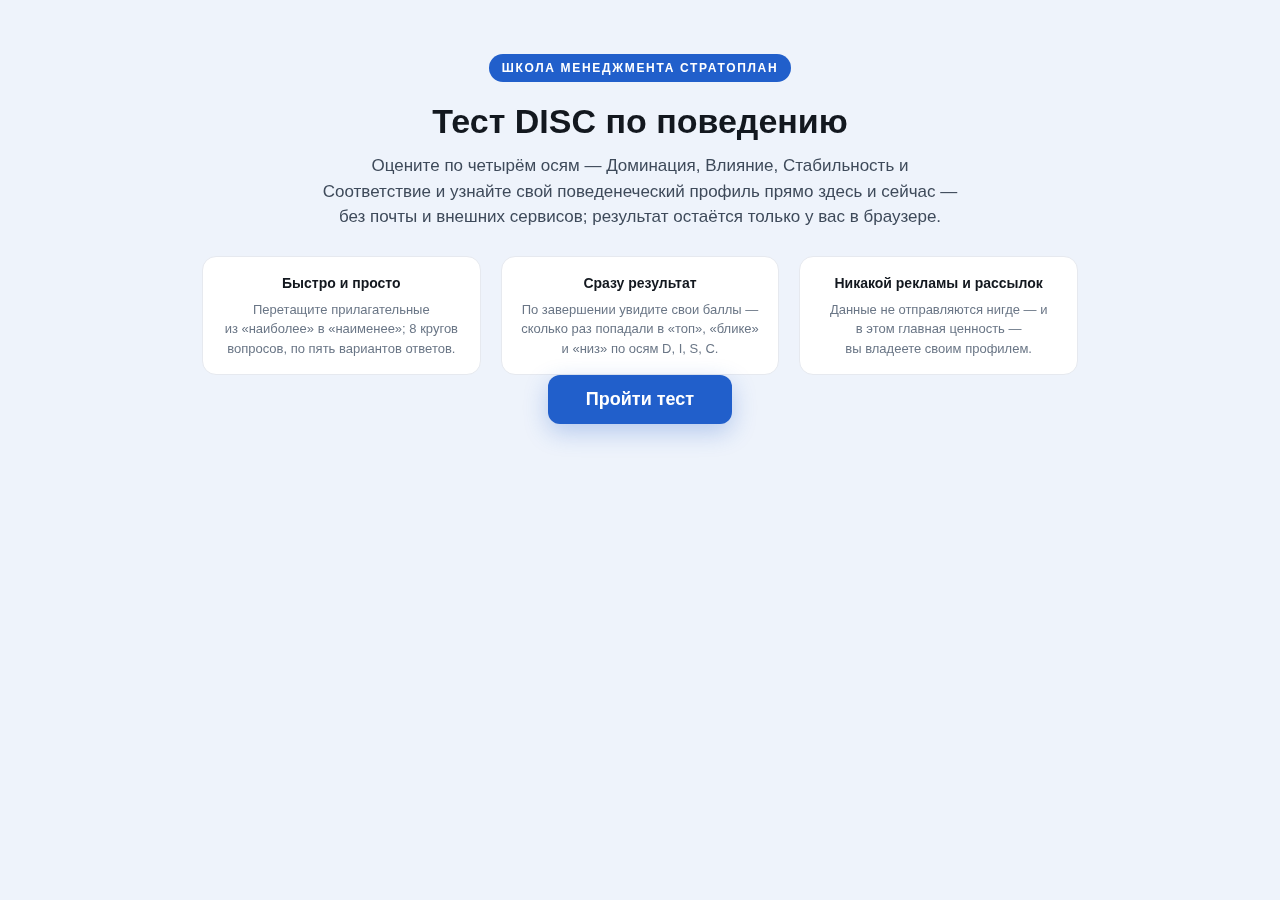 ШКОЛА МЕНЕДЖМЕНТА СТРАТОПЛАН
Тест DISC по поведению
Оцените по четырём осям — Доминация, Влияние, Стабильность и
Соответствие и узнайте свой поведенеческий профиль прямо здесь и сейчас —
без почты и внешних сервисов; результат остаётся только у вас в браузере.
Быстро и просто
Перетащите прилагательные
из «наиболее» в «наименее»; 8 кругов
вопросов, по пять вариантов ответов.
Сразу результат
По завершении увидите свои баллы —
сколько раз попадали в «топ», «ближе»
и «низ» по осям D, I, S, C.
Никакой рекламы и рассылок
Данные не отправляются нигде — и
в этом главная ценность —
вы владеете своим профилем.
Пройти тест